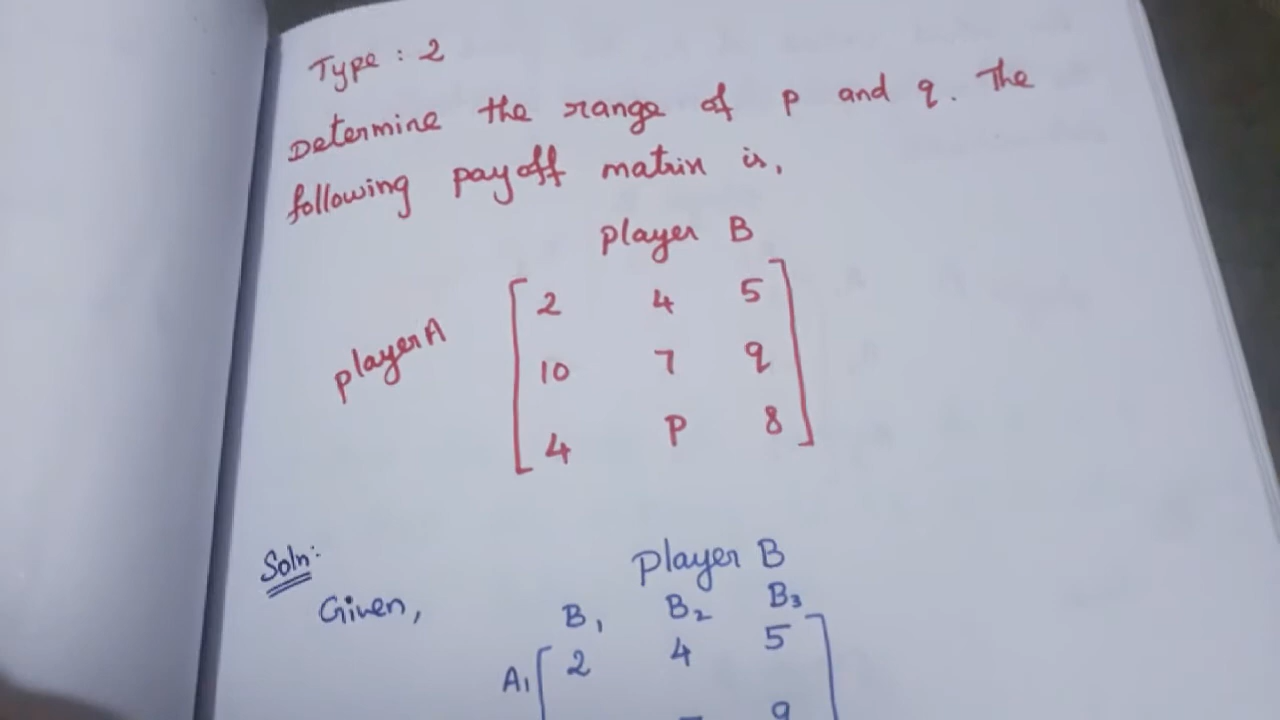 Type : 2
Determine the range of p and q. The
following payoff matrix is,
player B
2 4 5
player A
10 7 q
4 P 8
Soln:
Player B
Given,
B1 B2 B3
A1 2 4 5